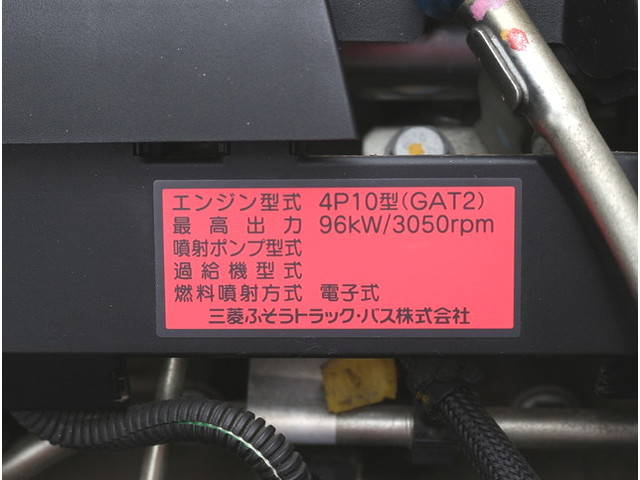 エンジン型式 4P10型(GAT2)
最高出力 96kW/3050rpm
噴射ポンプ型式
過給機型式
燃料噴射方式 電子式
三菱ふそうトラック・バス株式会社